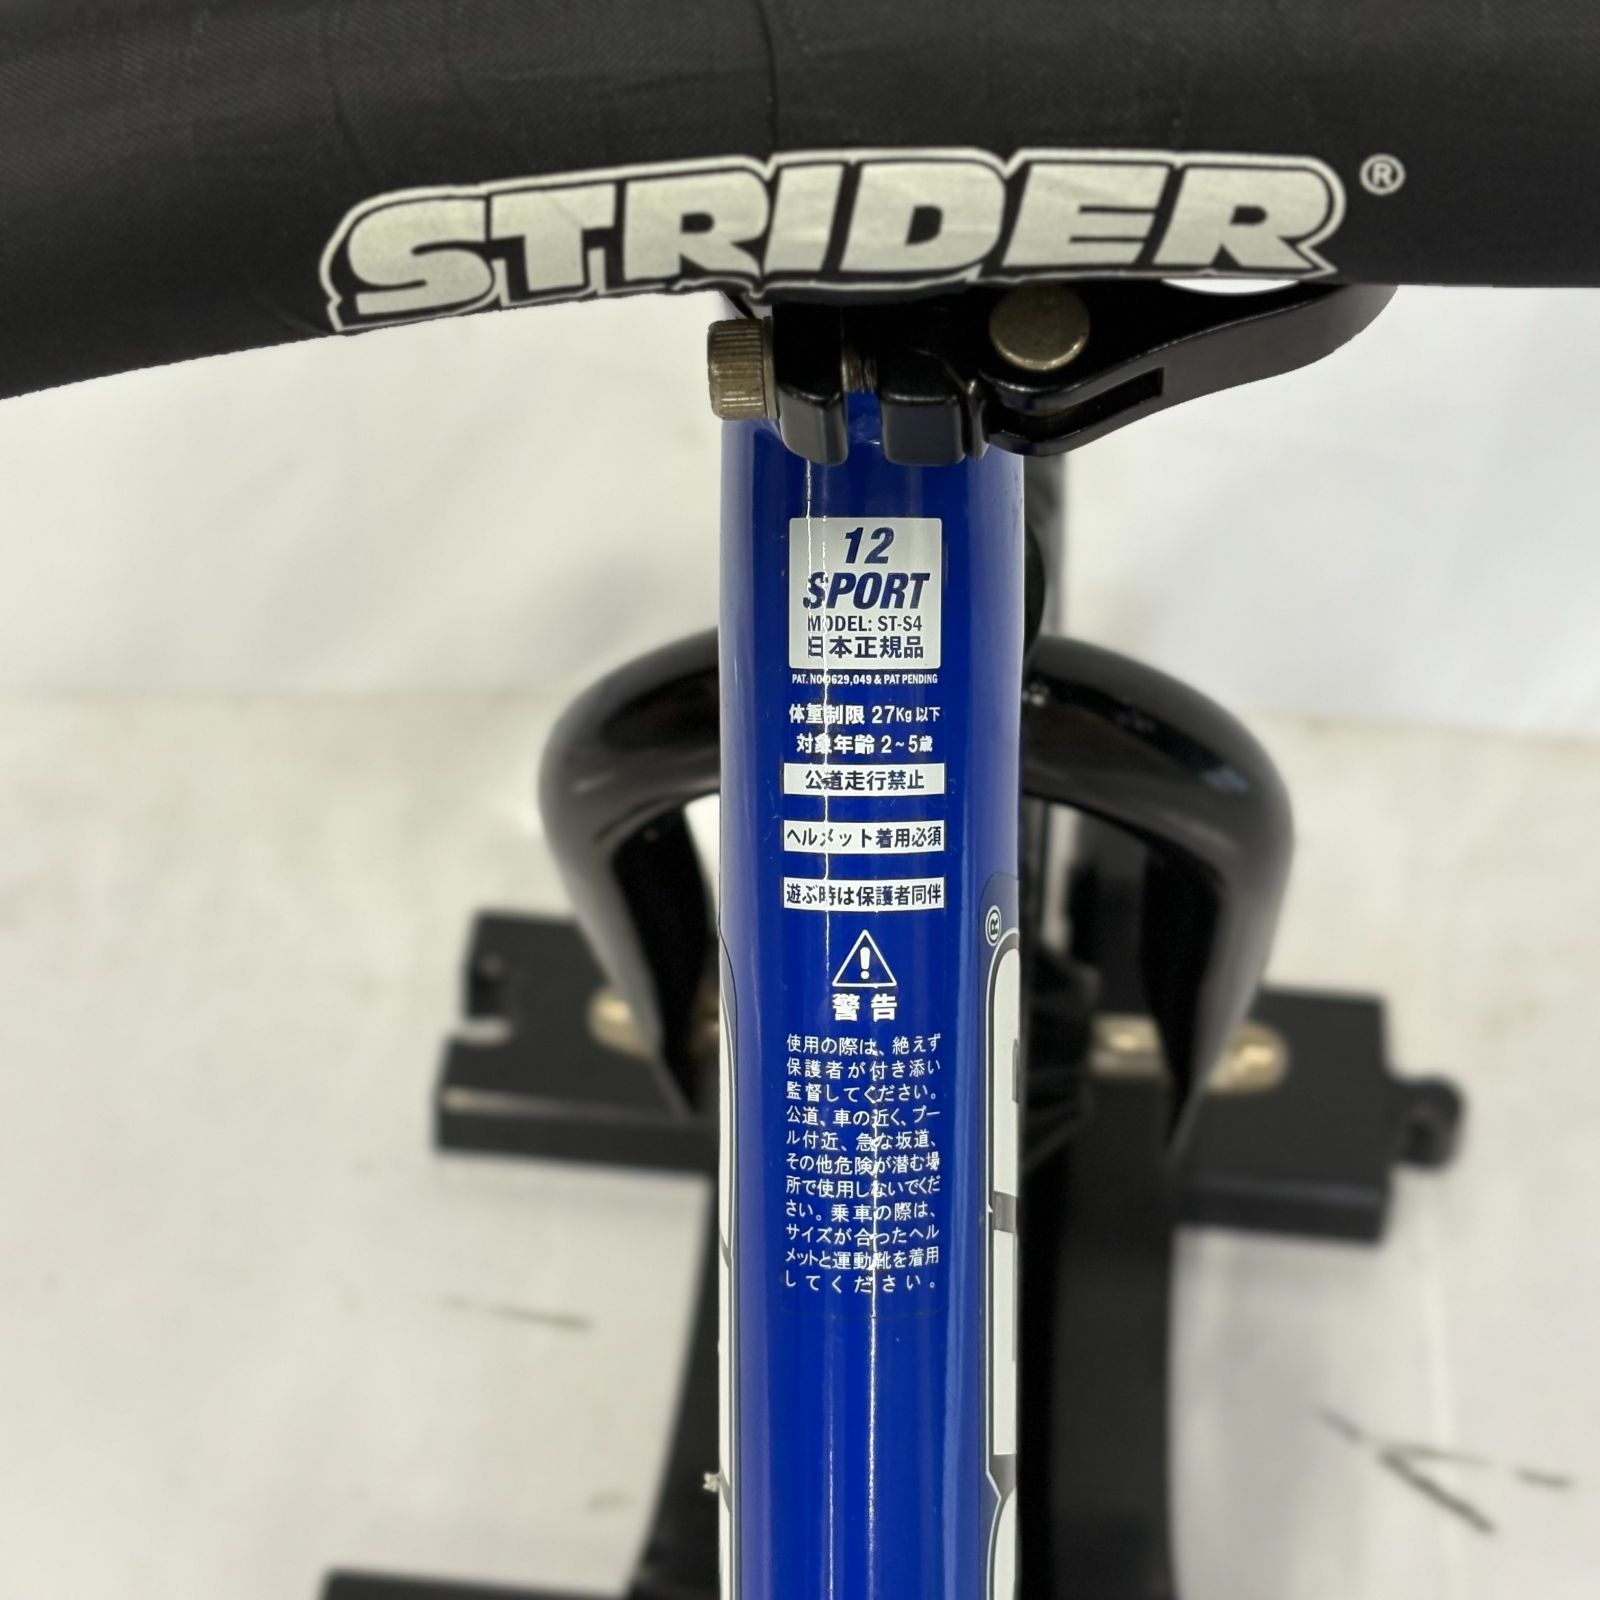 STRIDER®
12
SPORT
MODEL: ST-S4
日本正規品
PAT. NO D629,049 & PAT PENDING
体重制限 27Kg 以下
対象年齢 2~5歳
公道走行禁止
ヘルメット着用必須
遊ぶ時は保護者同伴
警告
使用の際は、絶えず
保護者が付き添い
監督してください。
公道、車の近く、プー
ル付近、急な坂道、
その他危険が潜む場
所で使用しないでくだ
さい。乗車の際は、
サイズが合ったヘル
メットと運動靴を着用
してください。
®